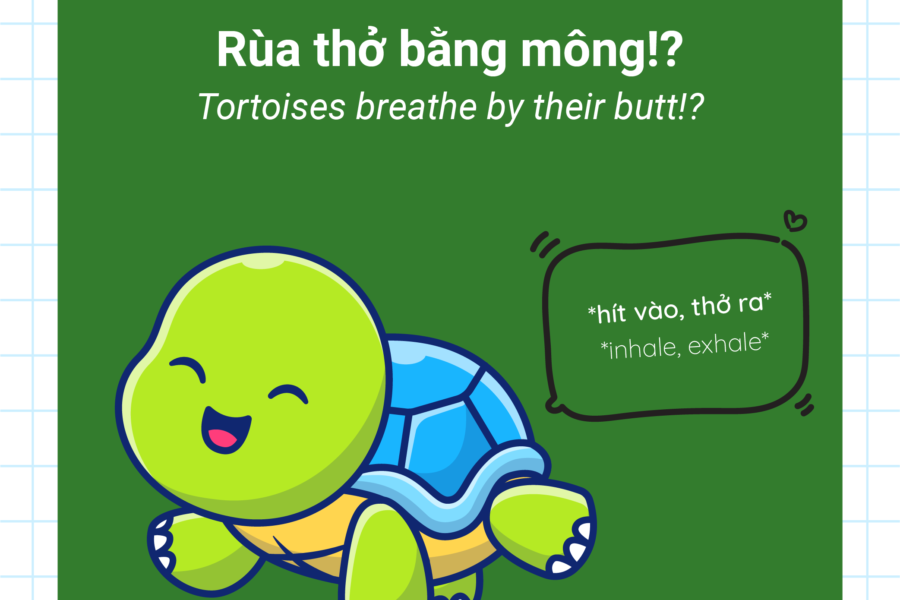 Rùa thở bằng mông!?
Tortoises breathe by their butt!?
*hít vào, thở ra*
*inhale, exhale*